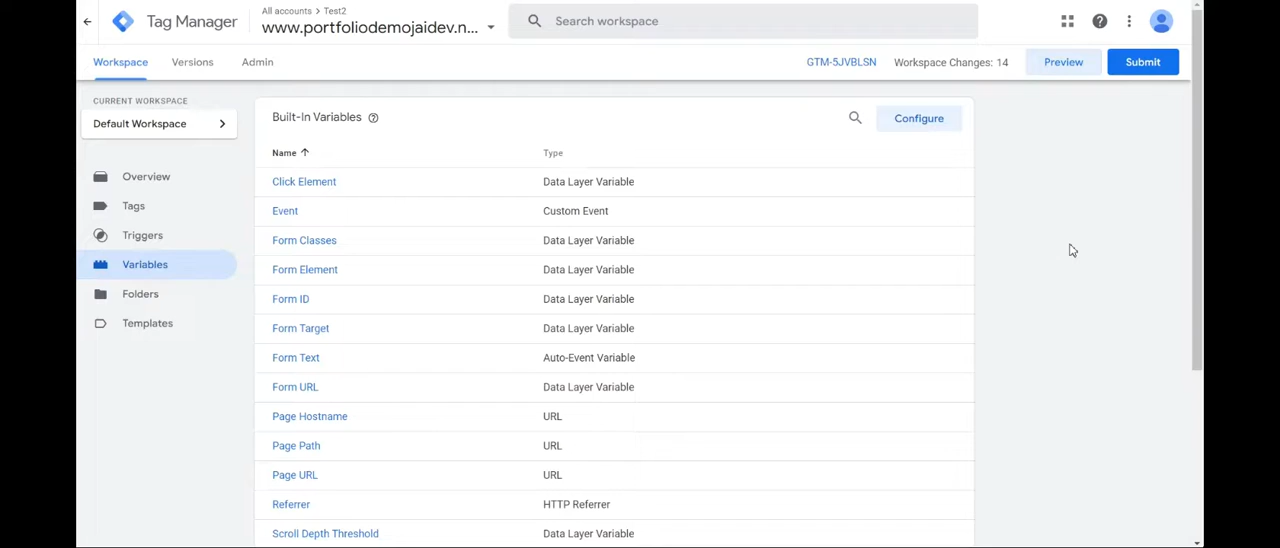 All accounts > Test2
Tag Manager
www.portfoliodemojaidev.n...
Search workspace
Workspace
Versions
Admin
GTM-5JVBLSN
Workspace Changes: 14
Preview
Submit
CURRENT WORKSPACE
Default Workspace
Overview
Tags
Triggers
Variables
Folders
Templates
Built-In Variables
Configure
Name Type
Click Element Data Layer Variable
Event Custom Event
Form Classes Data Layer Variable
Form Element Data Layer Variable
Form ID Data Layer Variable
Form Target Data Layer Variable
Form Text Auto-Event Variable
Form URL Data Layer Variable
Page Hostname URL
Page Path URL
Page URL URL
Referrer HTTP Referrer
Scroll Depth Threshold Data Layer Variable